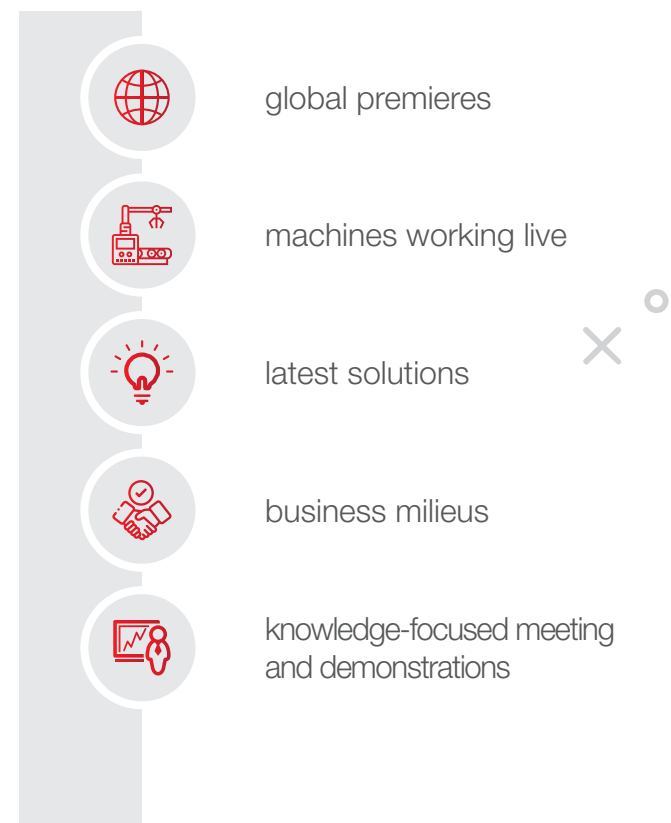 global premieres
machines working live
latest solutions
business milieus
knowledge-focused meeting
and demonstrations